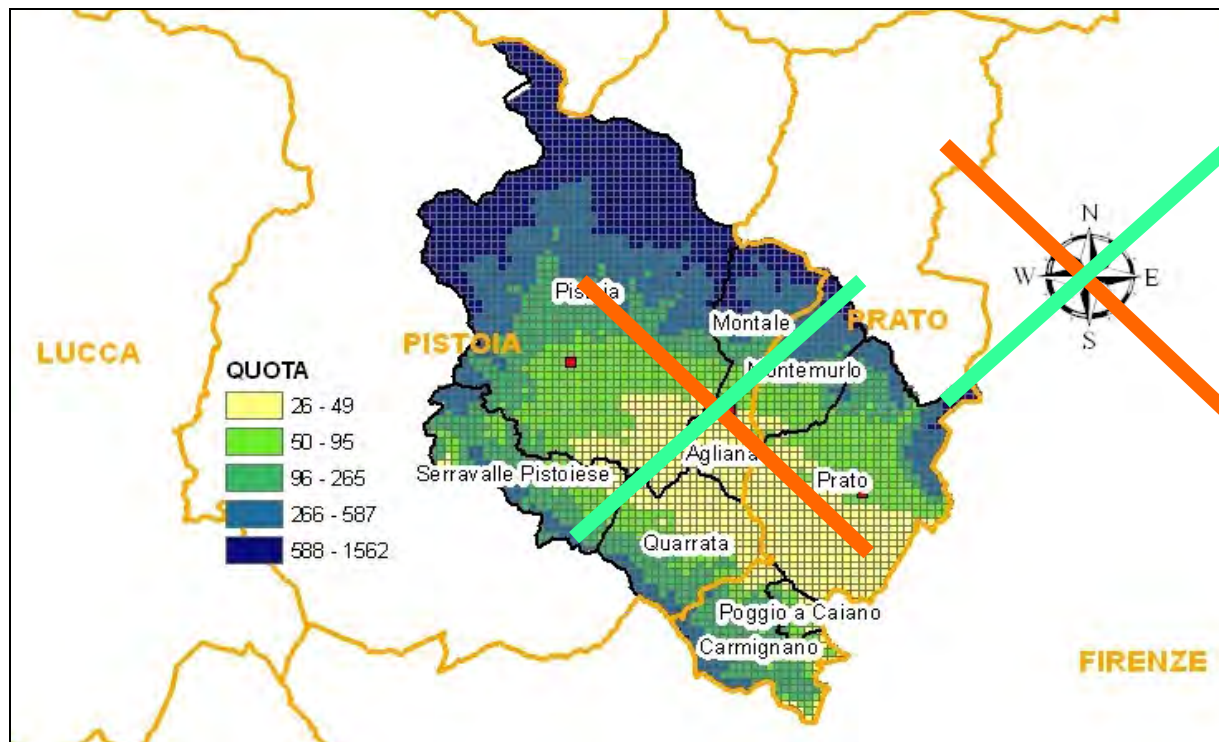 N
W E
S
Pistoia
Montale
PRATO
PISTOIA
LUCCA
Montemurlo
QUOTA
26 - 49
50 - 95
96 - 265
266 - 587
588 - 1562
Agliana
Serravalle Pistoiese
Prato
Quarrata
Poggio a Caiano
Carmignano
FIRENZE